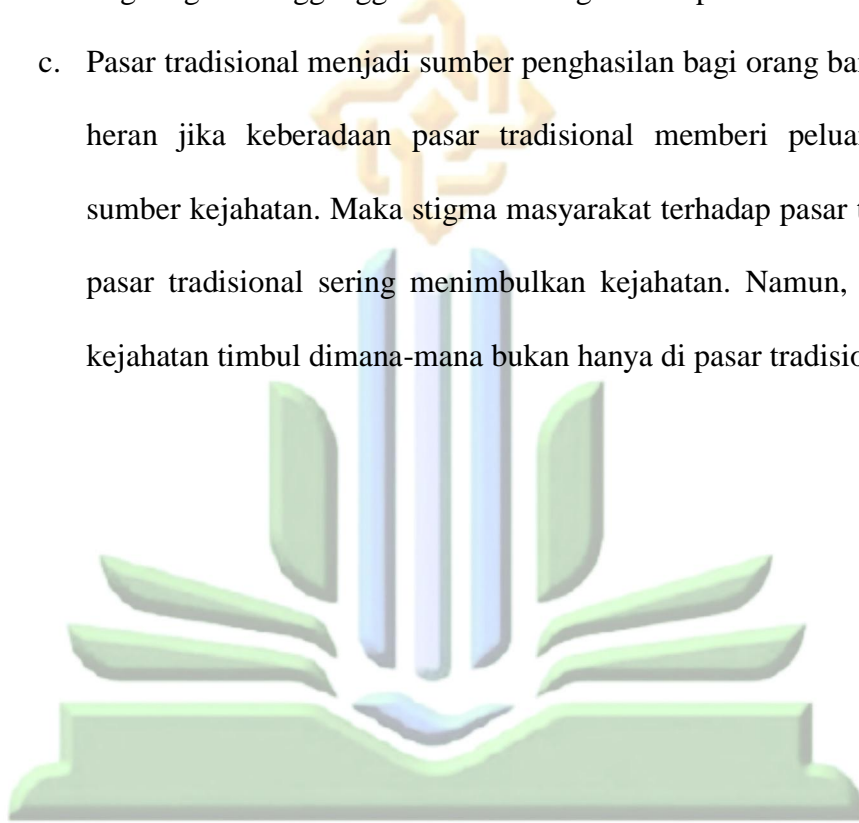 c. Pasar tradisional menjadi sumber penghasilan bagi orang
heran jika keberadaan pasar tradisional memberi
sumber kejahatan. Maka stigma masyarakat terhadap pasar
pasar tradisional sering menimbulkan kejahatan. Namun,
kejahatan timbul dimana-mana bukan hanya di pasar